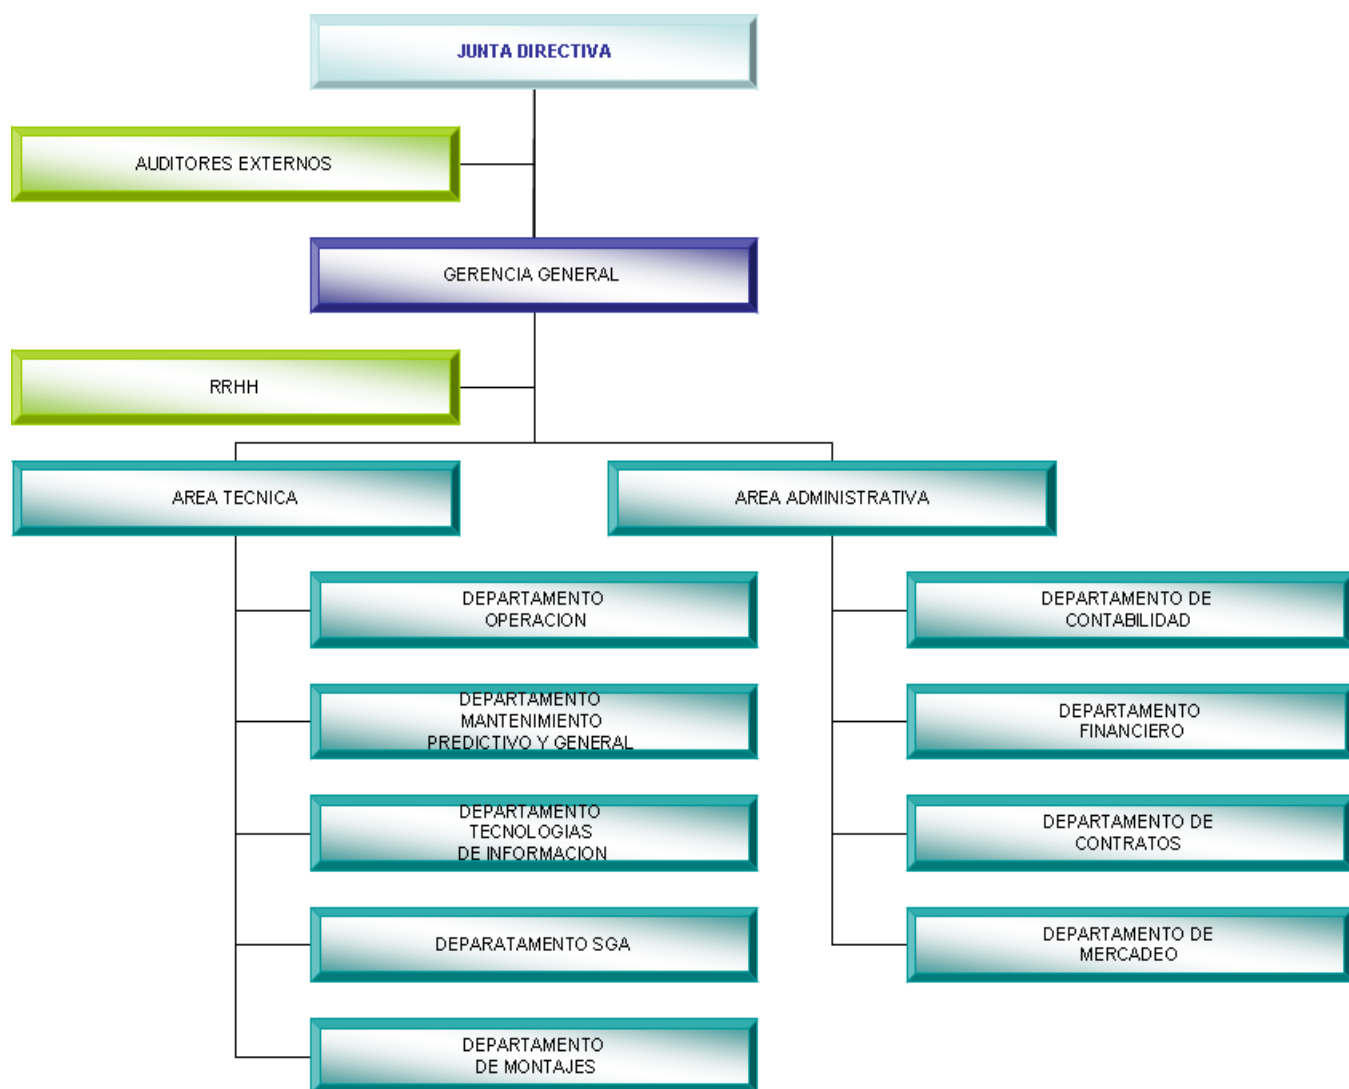 JUNTA DIRECTIVA
AUDITORES EXTERNOS
GERENCIA GENERAL
RRHH
AREA TECNICA
AREA ADMINISTRATIVA
DEPARTAMENTO
OPERACION
DEPARTAMENTO
MANTENIMIENTO
PREDICTIVO Y GENERAL
DEPARTAMENTO
TECNOLOGIAS
DE INFORMACION
DEPARATAMENTO SGA
DEPARTAMENTO
DE MONTAJES
DEPARTAMENTO DE
CONTABILIDAD
DEPARTAMENTO
FINANCIERO
DEPARTAMENTO DE
CONTRATOS
DEPARTAMENTO DE
MERCADEO